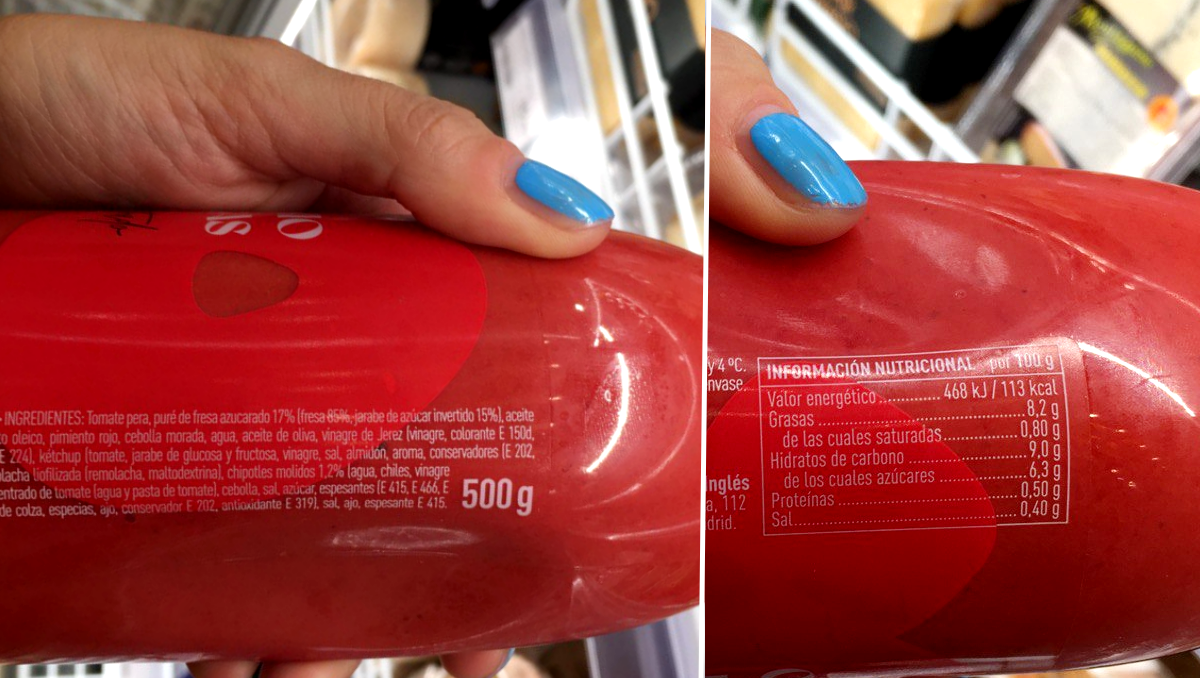 INGREDIENTES: Tomate pera, puré de fresa azucarado 17% (fresa 85%, jarabe de azúcar invertido 15%), aceite
oleico, pimiento rojo, cebolla morada, agua, aceite de oliva, vinagre de Jerez (vinagre, colorante E 150d,
E 224), kétchup (tomate, jarabe de glucosa y fructosa, vinagre, sal, almidón, aroma, conservadores (E 202,
liofilizada (remolacha, maltodextrina), chipotles molidos 1,2% (agua, chiles, vinagre
entrado de tomate (agua y pasta de tomate), cebolla, sal, azúcar, espesantes (E 415, E 466, E
de colza, especias, ajo, conservador E 202, antioxidante E 319), sal, ajo, espesante E 415.
500g
y 4 ºC.
nvase.
nglés
a, 112
drid.
INFORMACIÓN NUTRICIONAL por 100 g
Valor energético 468 kJ / 113 kcal
Grasas 8,2 g
de las cuales saturadas 0,80 g
Hidratos de carbono 9,0 g
de los cuales azúcares 6,3 g
Proteínas 0,50 g
Sal 0,40 g